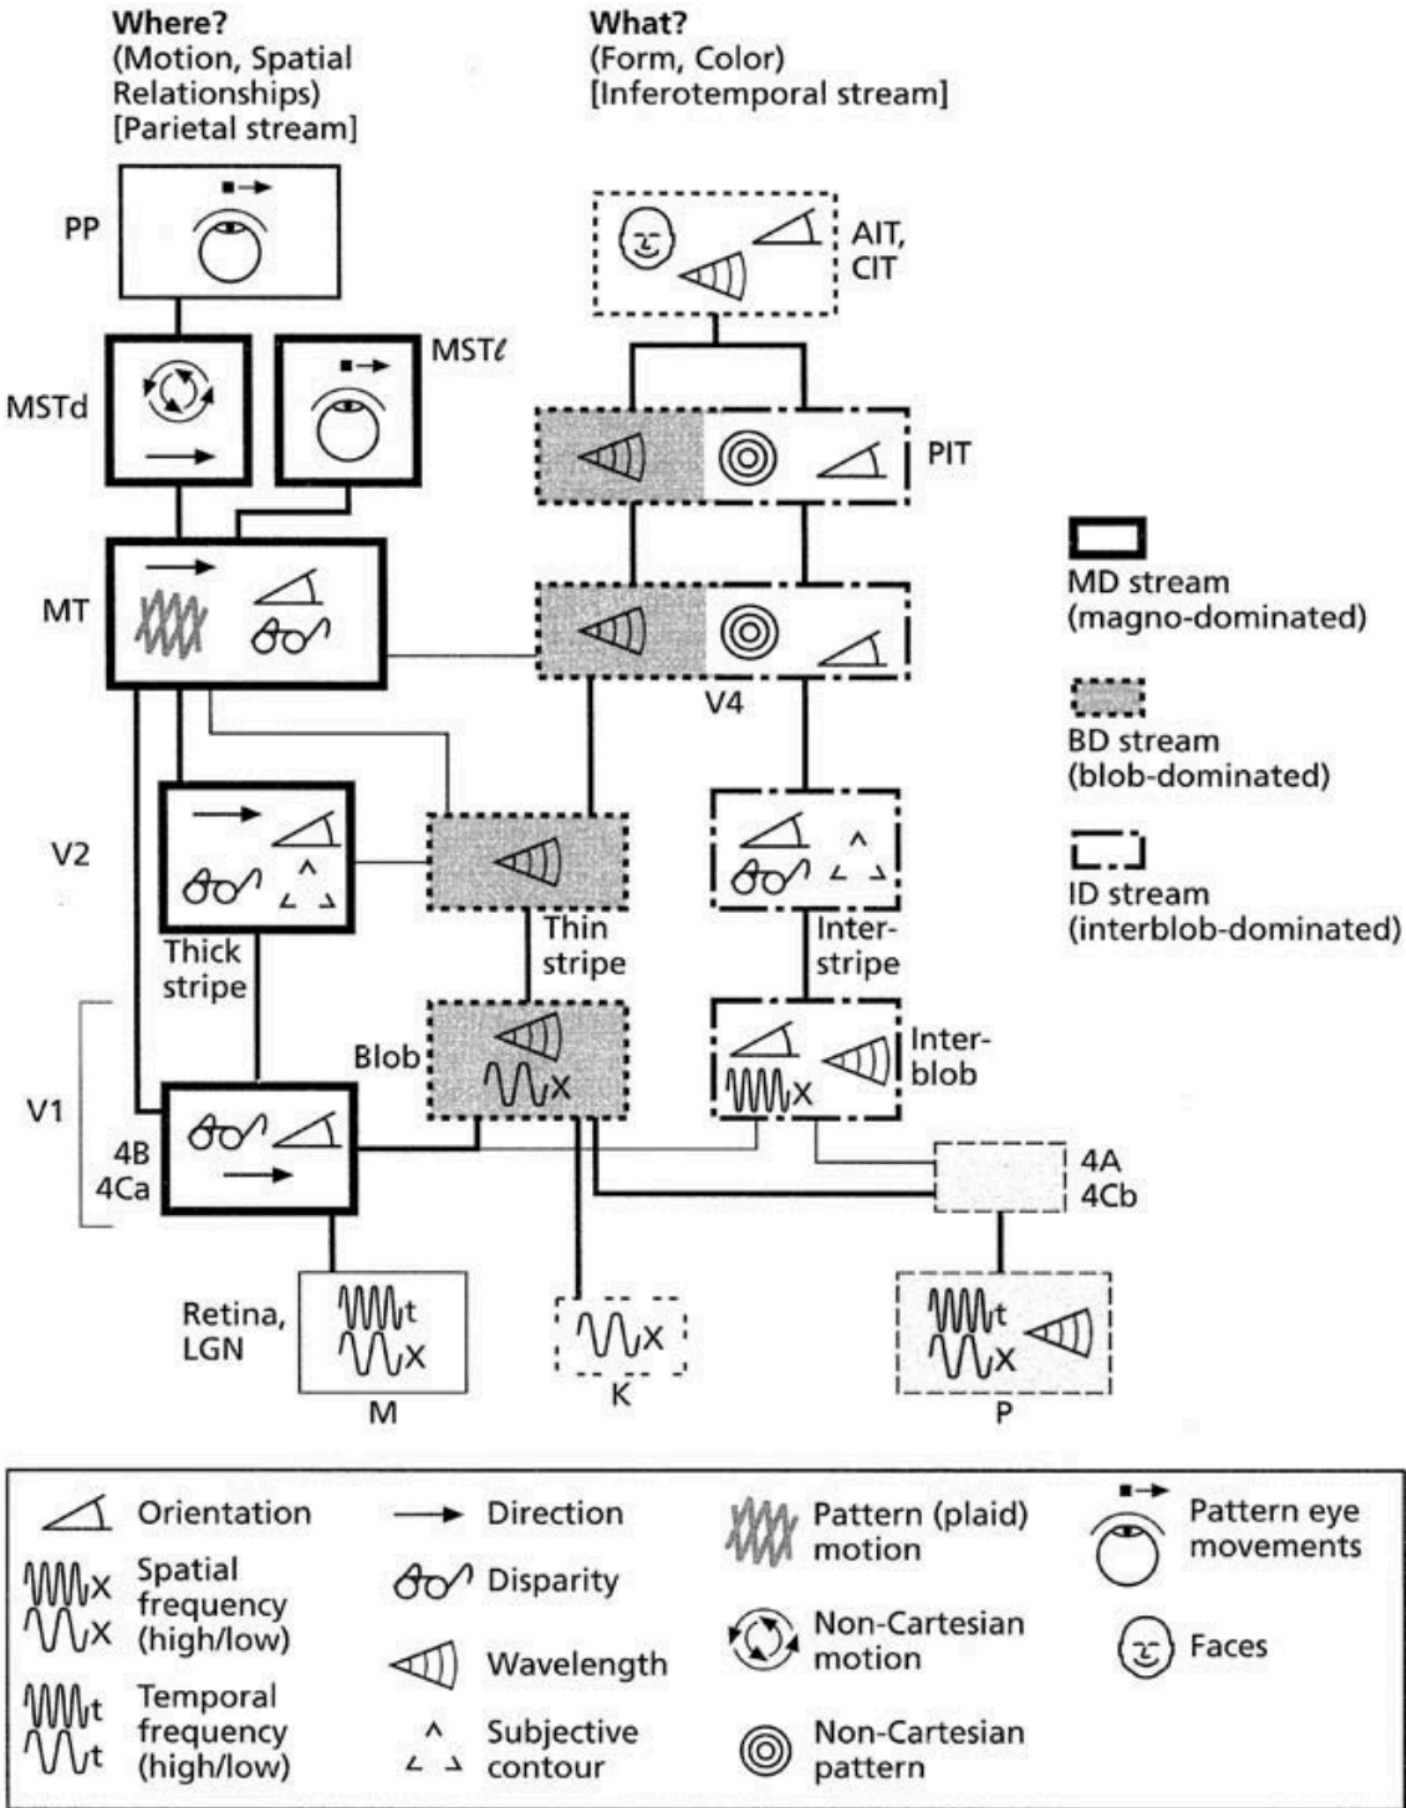 Where?
(Motion, Spatial
Relationships)
[Parietal stream]
What?
(Form, Color)
[Inferotemporal stream]
PP
AIT,
CIT
MSTℓ
MSTd
PIT
MT
V4
MD stream
(magno-dominated)
BD stream
(blob-dominated)
ID stream
(interblob-dominated)
V2
Thick
stripe
Thin
stripe
Inter-
stripe
V1
Blob
X
X
Inter-
blob
4B
4Ca
4A
4Cb
Retina,
LGN
t
X
M
X
K
t
X
P
Orientation
X
X
Spatial
frequency
(high/low)
t
t
Temporal
frequency
(high/low)
Direction
Disparity
Wavelength
Subjective
contour
Pattern (plaid)
motion
Non-Cartesian
motion
Non-Cartesian
pattern
Pattern eye
movements
Faces